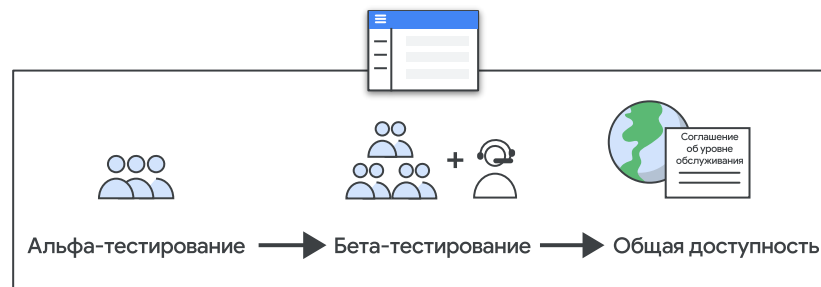 Соглашение
об уровне
обслуживания
Альфа-тестирование
Бета-тестирование
Общая доступность